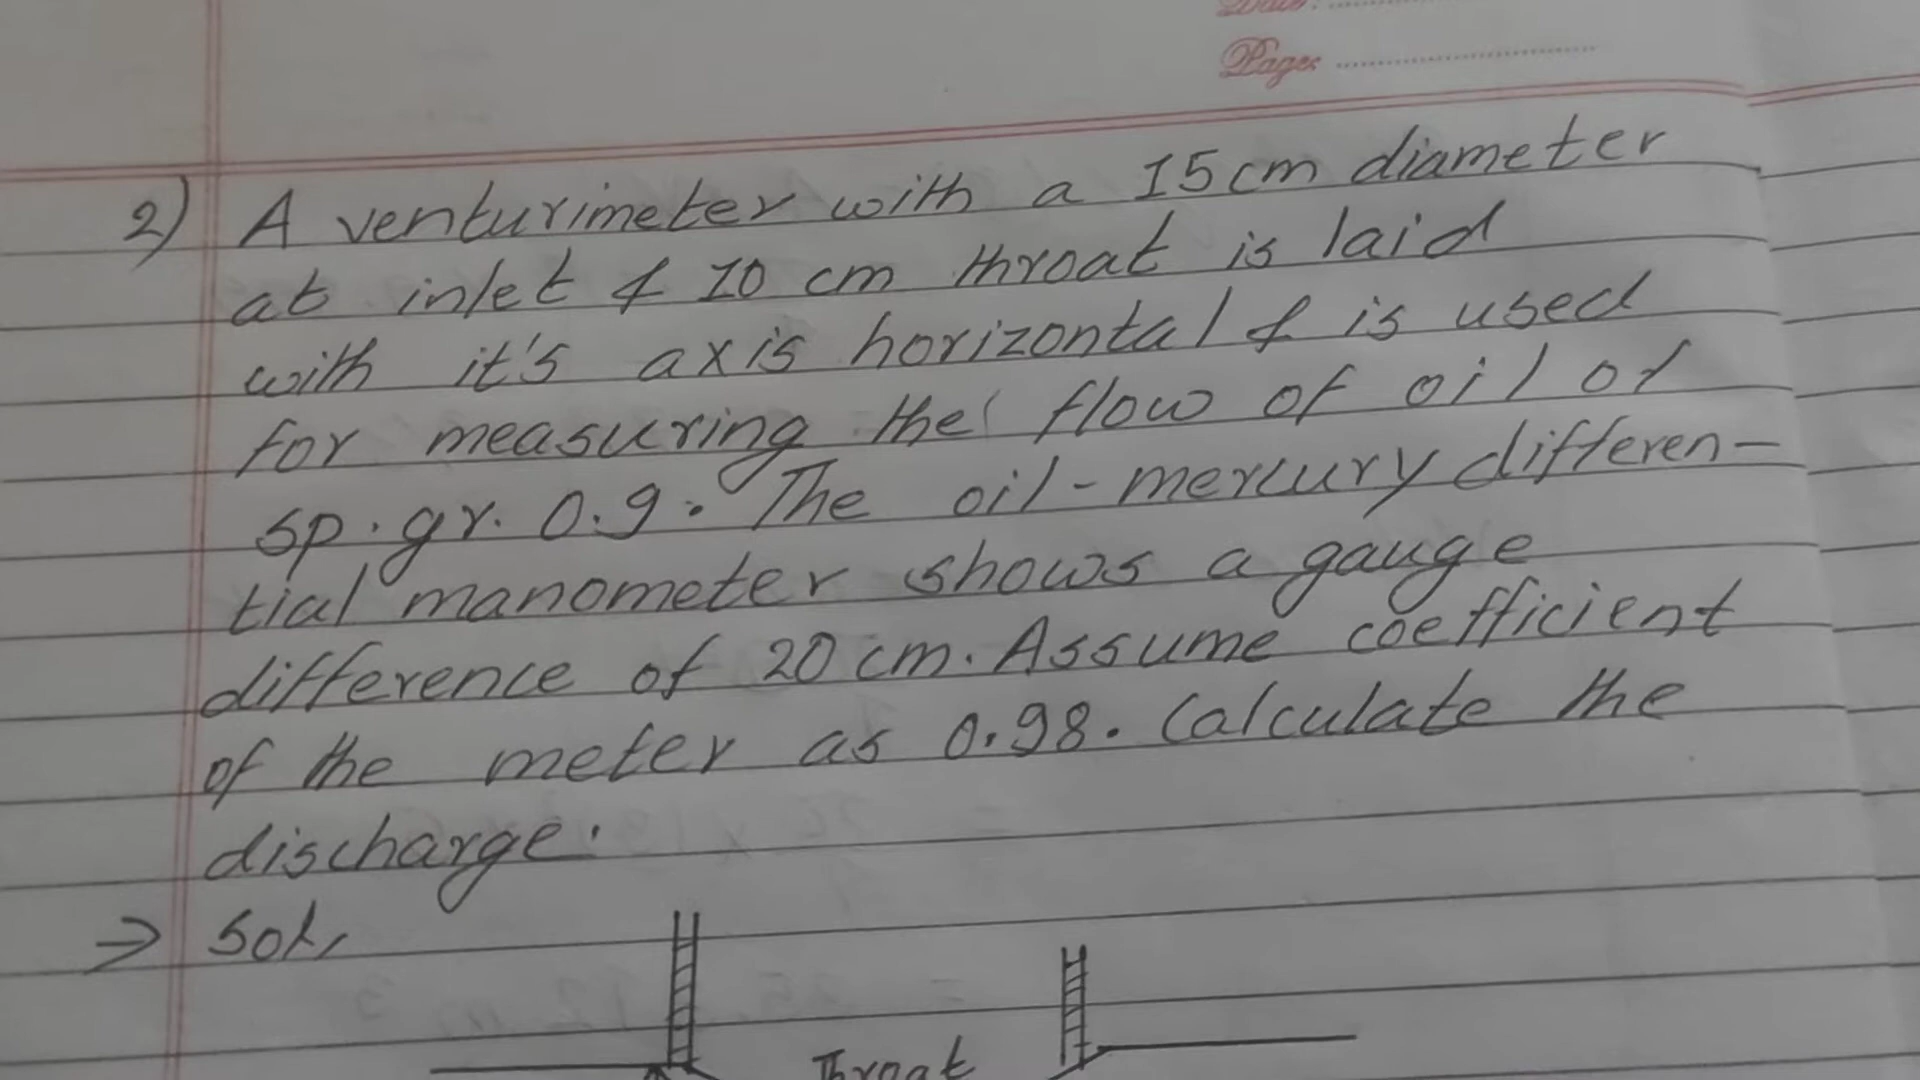 Date:
Page:
2) A venturimeter with a 15cm diameter
at inlet & 10 cm throat is laid
with it's axis horizontal & is used
for measuring the flow of oil of
sp.gr. 0.9. The oil-mercury differen-
tial manometer shows a gauge
difference of 20 cm. Assume coefficient
of the meter as 0.98. Calculate the
discharge.
⇒ Sol,
Throat